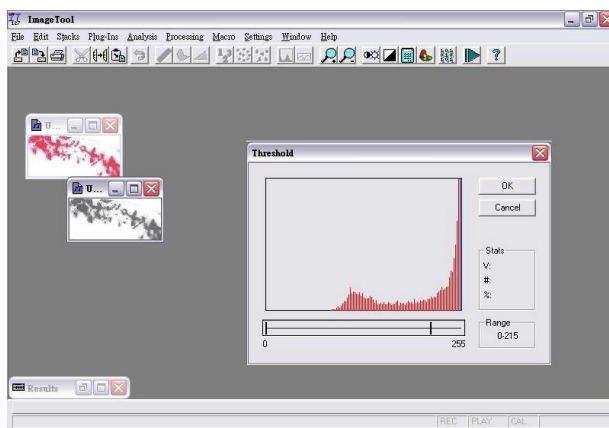 ImageTool
File Edit Stacks Plug-Ins Analysis Processing Macro Settings Window Help
U...
U...
Threshold
OK
Cancel
Stats
V:
#:
%:
Range
0-215
0 255
Results
REC PLAY CAL